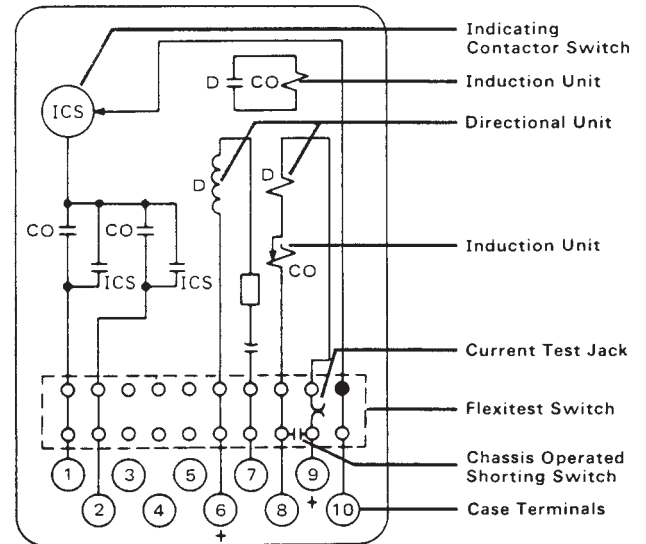 Indicating
Contactor Switch
D CO
Induction Unit
ICS
Directional Unit
D
D
CO CO
Induction Unit
CO
ICS ICS
Current Test Jack
Flexitest Switch
Chassis Operated
Shorting Switch
1 3 5 7 9
+
2 4 6 8 10
+
Case Terminals